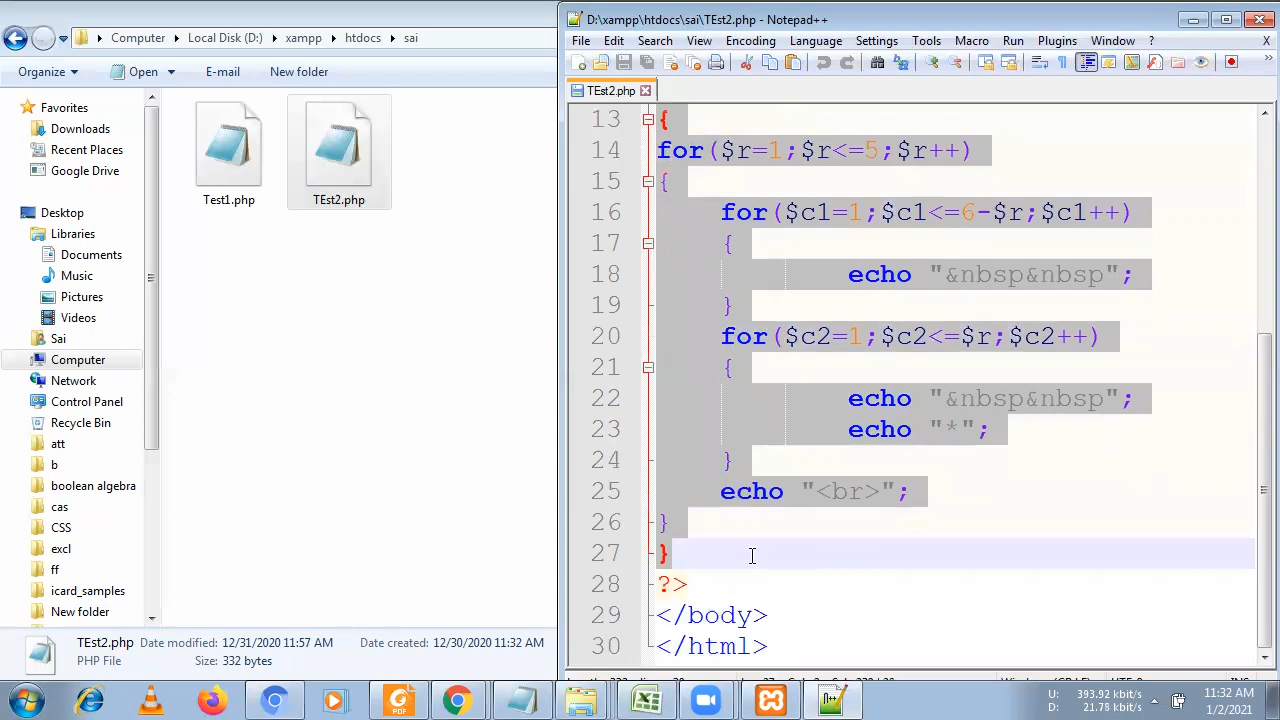 Computer
Local Disk (D:)
xampp
htdocs
sai
Organize
Open
E-mail
New folder
Favorites
Downloads
Recent Places
Google Drive
Desktop
Libraries
Documents
Music
Pictures
Videos
Sai
Computer
Network
Control Panel
Recycle Bin
att
b
boolean algebra
cas
CSS
excl
ff
icard_samples
New folder
Test1.php
TEst2.php
TEst2.php
Date modified: 12/31/2020 11:57 AM
Date created: 12/30/2020 11:32 AM
PHP File
Size: 332 bytes
D:\xampp\htdocs\sai\TEst2.php - Notepad++
File Edit Search View Encoding Language Settings Tools Macro Run Plugins Window ? X
TEst2.php
13 {
14 for($r=1;$r<=5;$r++)
15 {
16 for($c1=1;$c1<=6-$r;$c1++)
17 {
18 echo "&nbsp&nbsp";
19 }
20 for($c2=1;$c2<=$r;$c2++)
21 {
22 echo "&nbsp&nbsp";
23 echo "*";
24 }
25 echo "<br>";
26 }
27 }
28 ?>
29 </body>
30 </html>
U: 393.92 kbit/s
D: 21.78 kbit/s
11:32 AM
1/2/2021